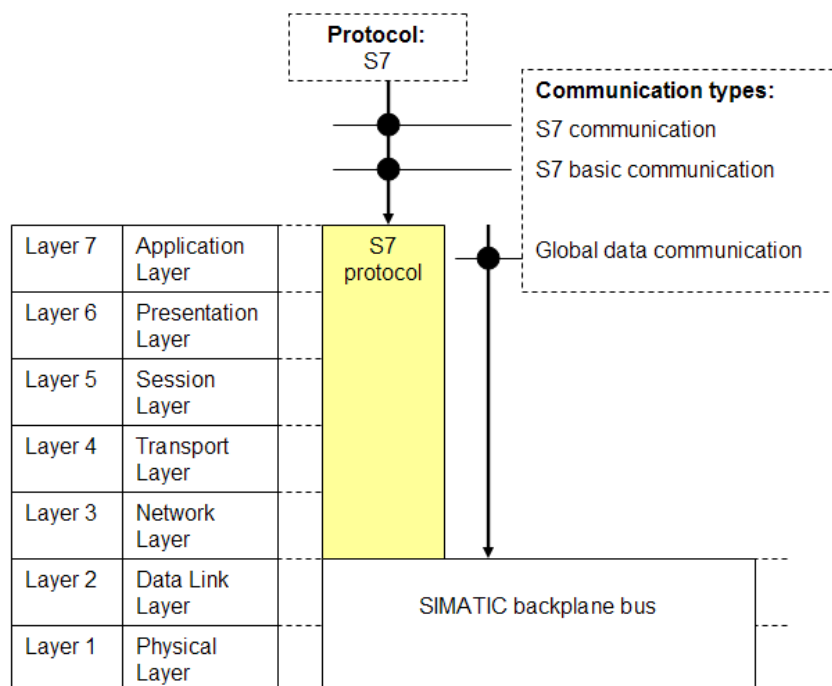 Protocol:
S7
Communication types:
S7 communication
S7 basic communication
Global data communication
Layer 7
Application
Layer
S7
protocol
Layer 6
Presentation
Layer
Layer 5
Session
Layer
Layer 4
Transport
Layer
Layer 3
Network
Layer
Layer 2
Data Link
Layer
SIMATIC backplane bus
Layer 1
Physical
Layer